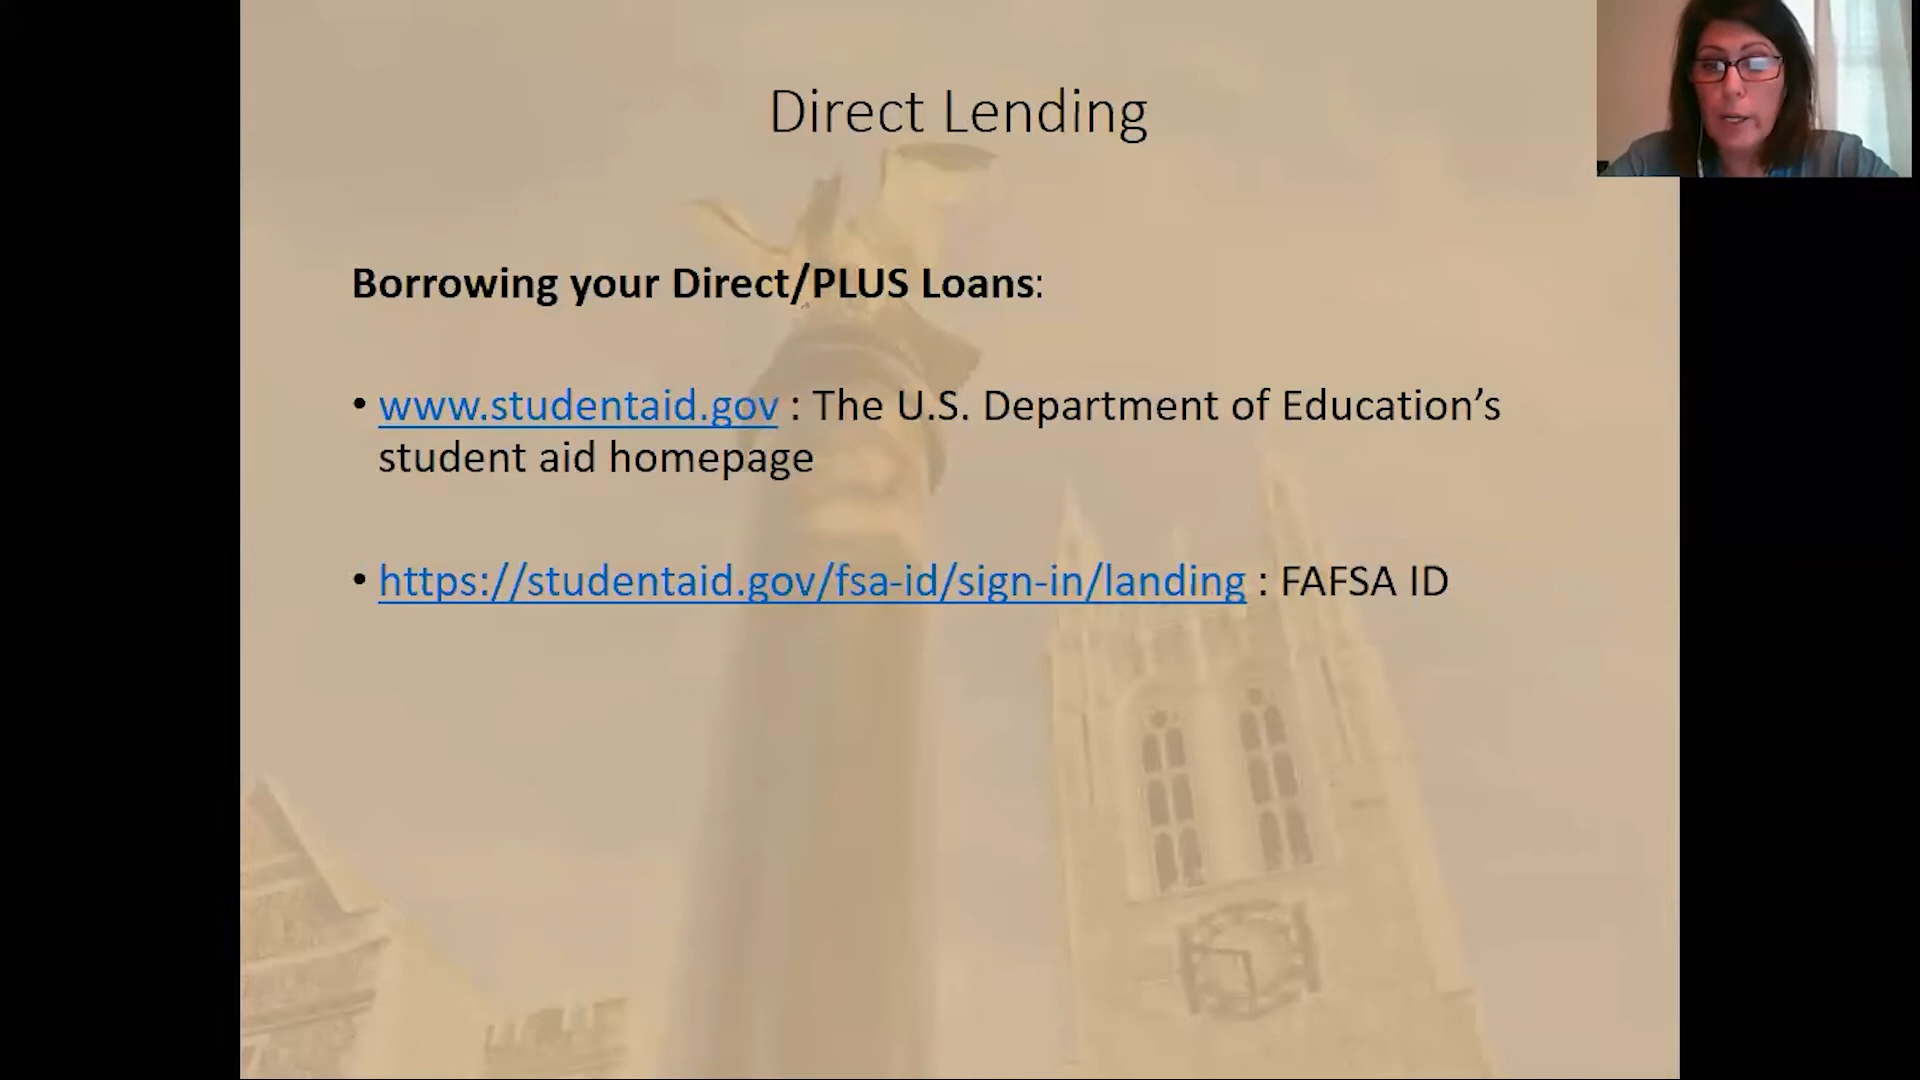 Direct Lending
Borrowing your Direct/PLUS Loans:
• www.studentaid.gov : The U.S. Department of Education’s
student aid homepage
• https://studentaid.gov/fsa-id/sign-in/landing : FAFSA ID